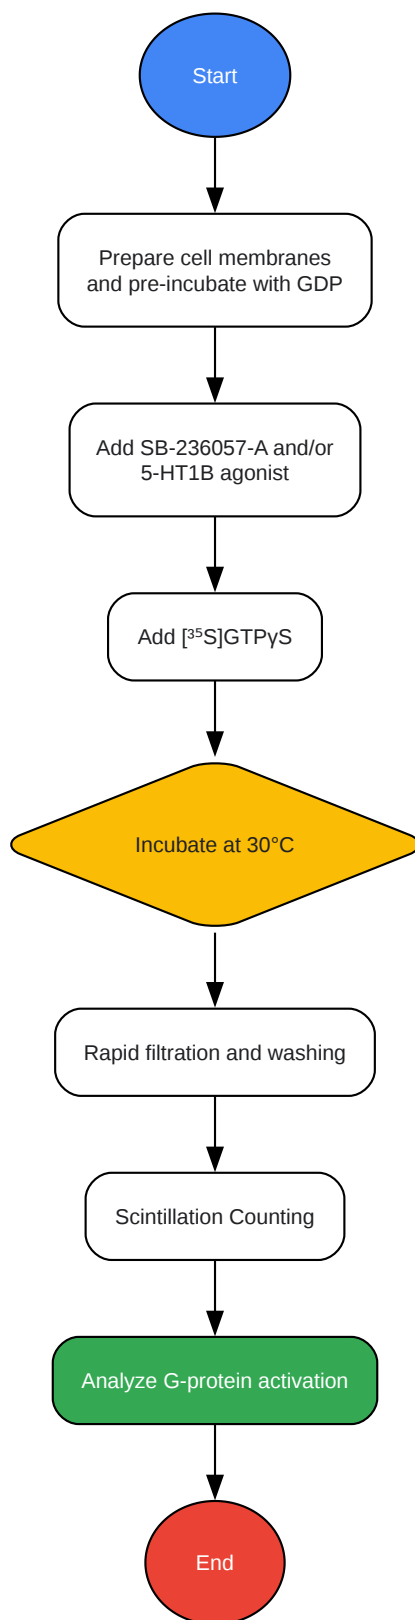 Start
Prepare cell membranes
and pre-incubate with GDP
Add SB-236057-A and/or
5-HT1B agonist
Add [³⁵S]GTPγS
Incubate at 30°C
Rapid filtration and washing
Scintillation Counting
Analyze G-protein activation
End